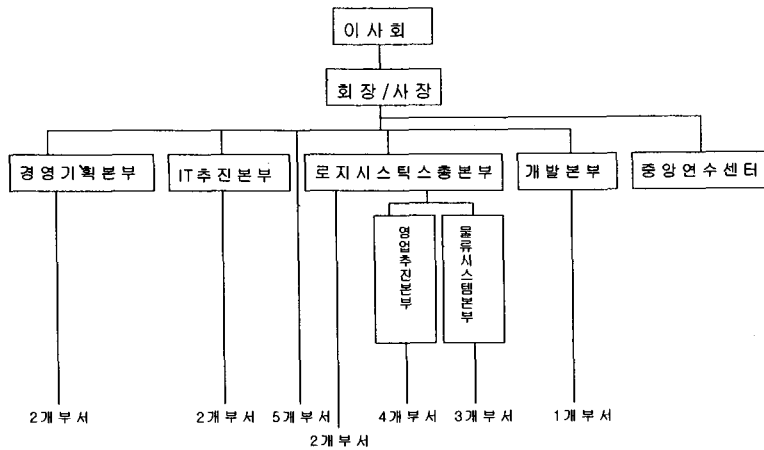 이사회
회장/사장
경영기획본부 IT추진본부 로지시스틱스총본부 개발본부 중앙연수센터
영업추진본부
물류시스템본부
2개부서 2개부서 5개부서 4개부서 3개부서 1개부서
2개부서